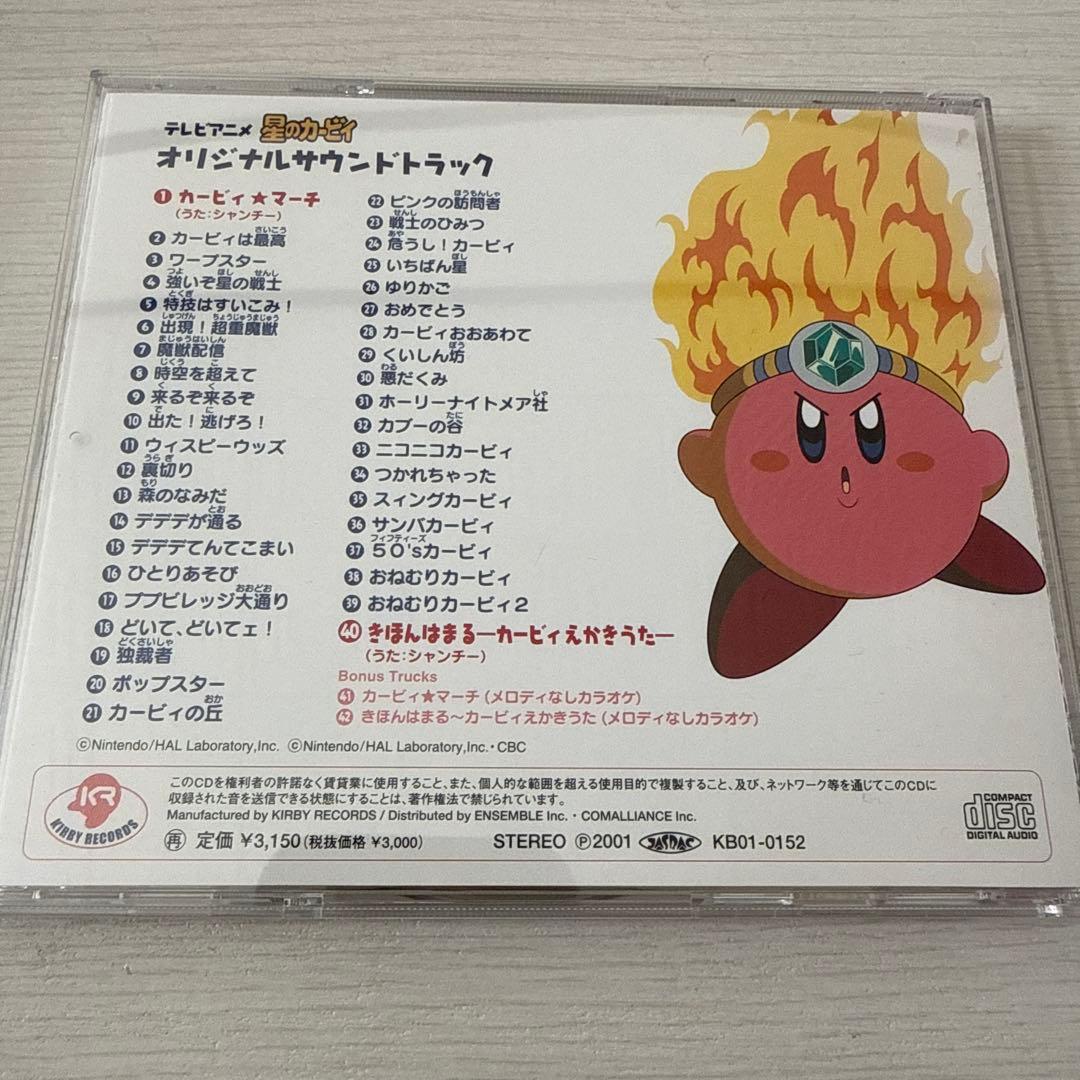 テレビアニメ 星のカービィ
オリジナルサウンドトラック
1 カービィ★マーチ
(うた:シャンチー)
2 カービィは最高
3 ワープスター
4 強いぞ星の戦士
5 特技はすいこみ!
6 出現!超重魔獣
7 魔獣配信
8 時空を超えて
9 来るぞ来るぞ
10 出た!逃げろ!
11 ウィスピーウッズ
12 裏切り
13 森のなみだ
14 デデデが通る
15 デデデてんてこまい
16 ひとりあそび
17 ププビレッジ大通り
18 どいて、どいてェ!
19 独裁者
20 ポップスター
21 カービィの丘
22 ピンクの訪問者
23 戦士のひみつ
24 危うし!カービィ
25 いちばん星
26 ゆりかご
27 おめでとう
28 カービィおおあわて
29 くいしん坊
30 悪だくみ
31 ホーリーナイトメア社
32 カブーの谷
33 ニコニコカービィ
34 つかれちゃった
35 スィングカービィ
36 サンバカービィ
37 50'sカービィ
38 おねむりカービィ
39 おねむりカービィ2
40 きほんはまる―カービィえかきうた―
(うた:シャンチー)
Bonus Trucks
41 カービィ★マーチ(メロディなしカラオケ)
42 きほんはまる～カービィえかきうた(メロディなしカラオケ)
©Nintendo/HAL Laboratory,Inc. ©Nintendo/HAL Laboratory,Inc.・CBC
KR
KIRBY RECORDS
このCDを権利者の許諾なく賃貸業に使用すること、また、個人的な範囲を超える使用目的で複製すること、及び、ネットワーク等を通じてこのCDに
収録された音を送信できる状態にすることは、著作権法で禁じられています。
Manufactured by KIRBY RECORDS / Distributed by ENSEMBLE Inc.・COMALLIANCE Inc.
再 定価 ¥3,150(税抜価格 ¥3,000) STEREO ℗2001 JASRAC KB01-0152
COMPACT
disc
DIGITAL AUDIO